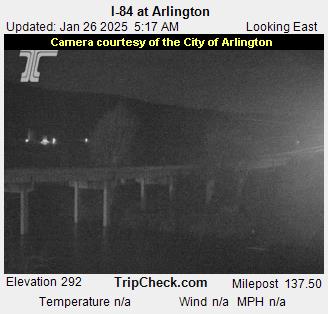 I-84 at Arlington
Updated: Jan 26 2025 5:17 AM Looking East
Camera courtesy of the City of Arlington
Elevation 292 TripCheck.com Milepost 137.50
Temperature n/a Wind n/a MPH n/a